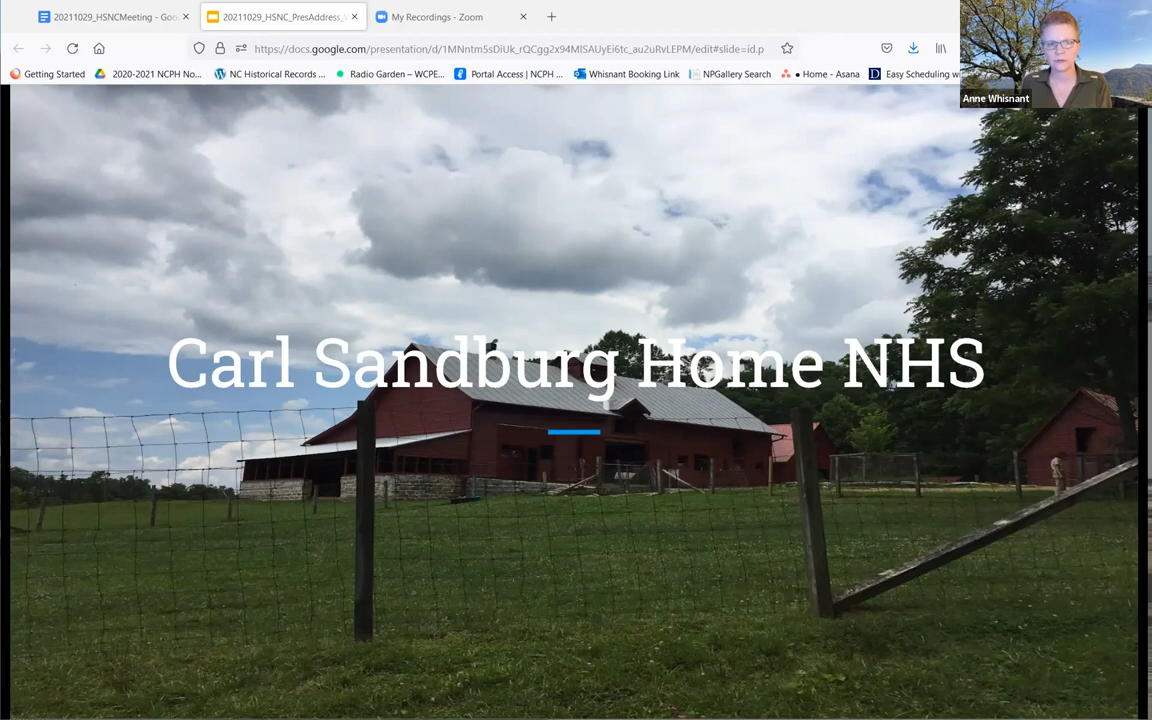 20211029_HSNCMeeting - Goo
20211029_HSNC_PresAddress_
My Recordings - Zoom
https://docs.google.com/presentation/d/1MNntm5sDiUk_rQCgg2x94MlSAUyEi6tc_au2uRvLEPM/edit#slide=id.p
Getting Started
2020-2021 NCPH No...
NC Historical Records ...
Radio Garden – WCPE...
Portal Access | NCPH ...
Whisnant Booking Link
NPGallery Search
• Home - Asana
Easy Scheduling w
Anne Whisnant
Carl Sandburg Home NHS